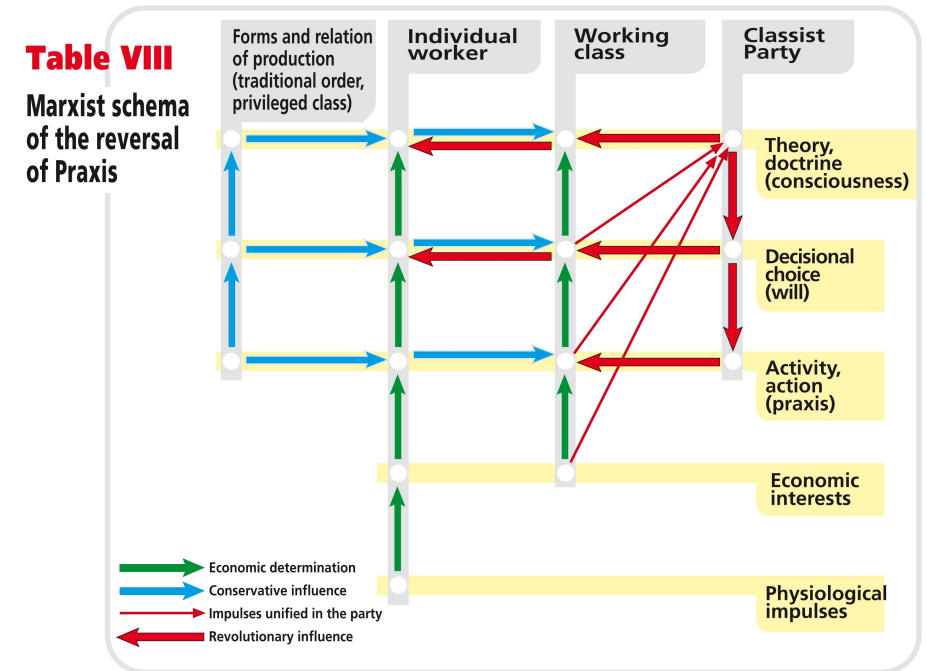 Table VIII
Marxist schema
of the reversal
of Praxis
Forms and relation
of production
(traditional order,
privileged class)
Individual
worker
Working
class
Classist
Party
Theory,
doctrine
(consciousness)
Decisional
choice
(will)
Activity,
action
(praxis)
Economic
interests
Physiological
impulses
Economic determination
Conservative influence
Impulses unified in the party
Revolutionary influence